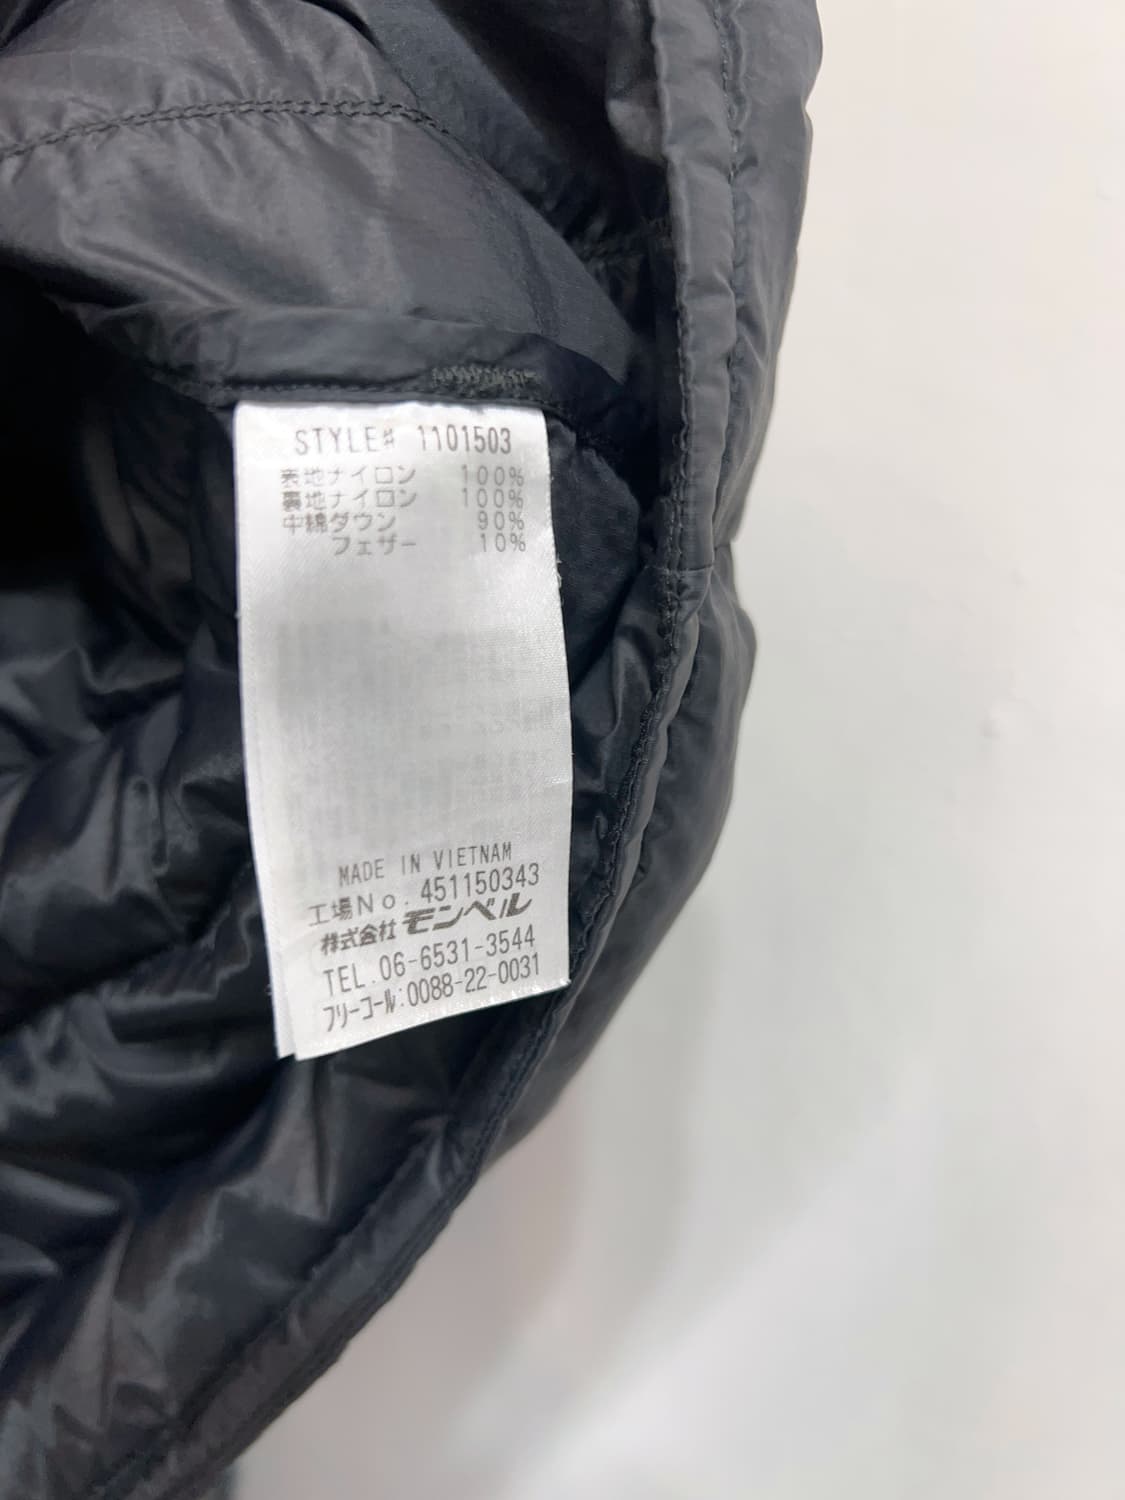 STYLE# 1101503
表地ナイロン 100%
裏地ナイロン 100%
中綿ダウン 90%
フェザー 10%
MADE IN VIETNAM
工場No. 451150343
株式会社 モンベル
TEL.06-6531-3544
フリーコール:0088-22-0031